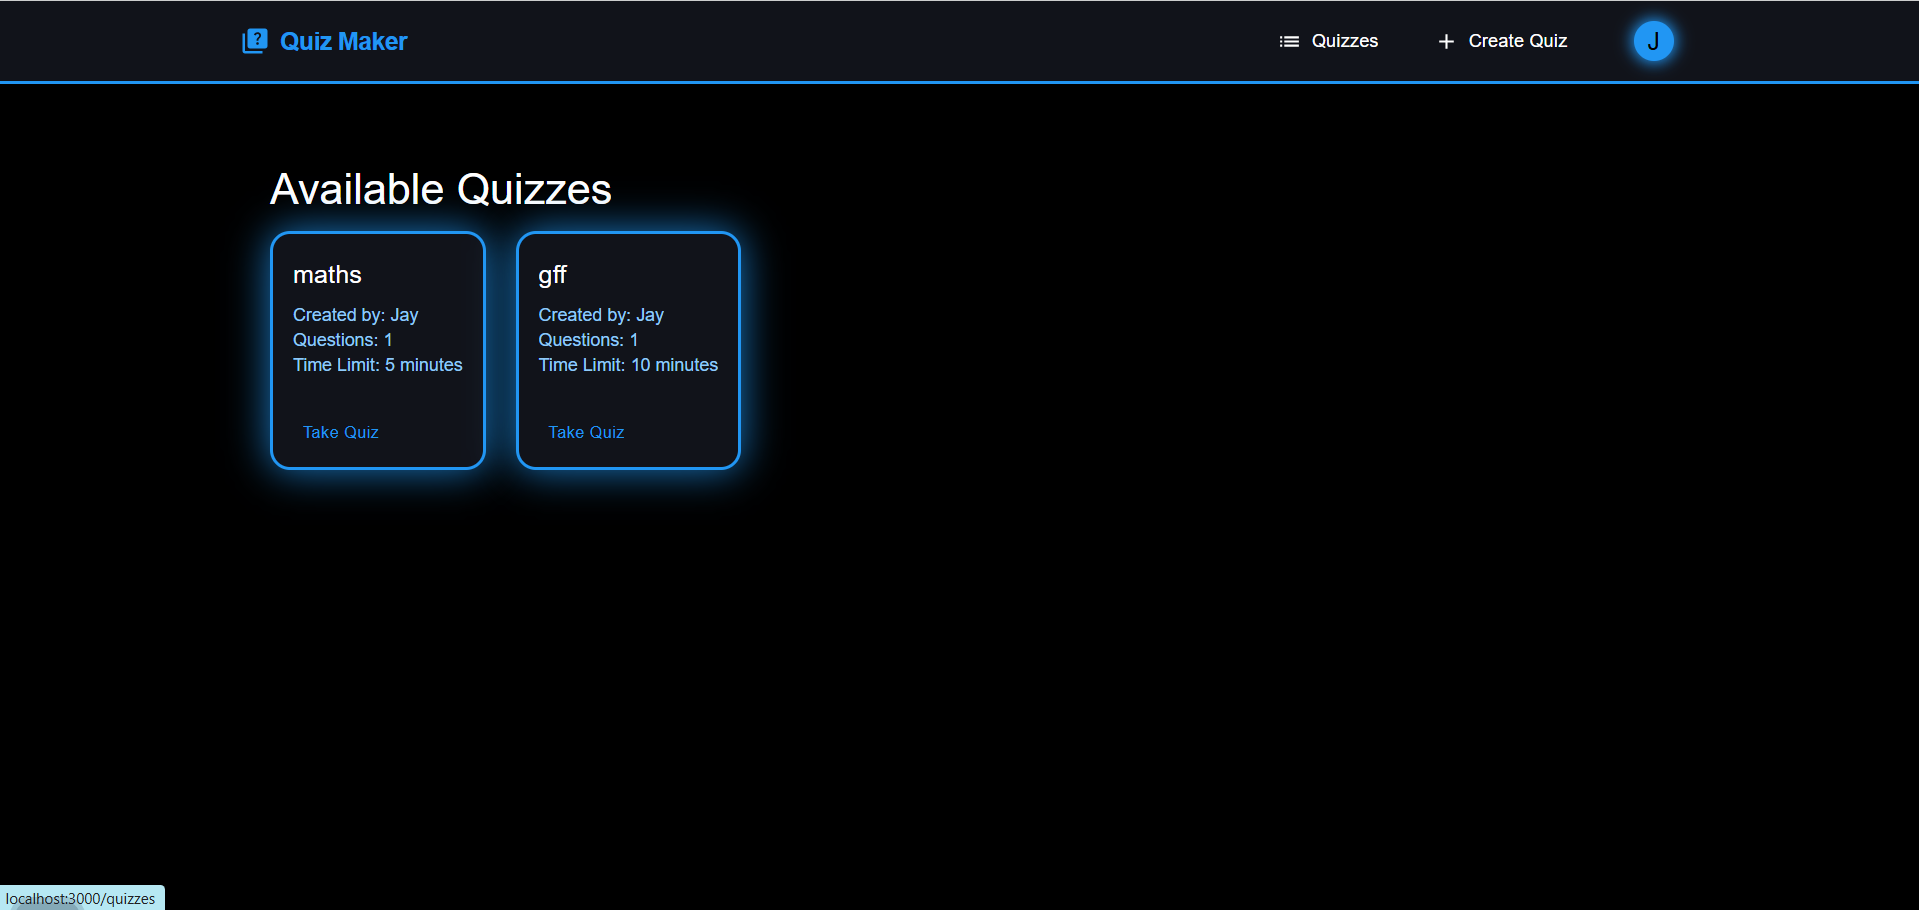 Quiz Maker
Quizzes
Create Quiz
J
Available Quizzes
maths
Created by: Jay
Questions: 1
Time Limit: 5 minutes
Take Quiz
gff
Created by: Jay
Questions: 1
Time Limit: 10 minutes
Take Quiz
localhost:3000/quizzes